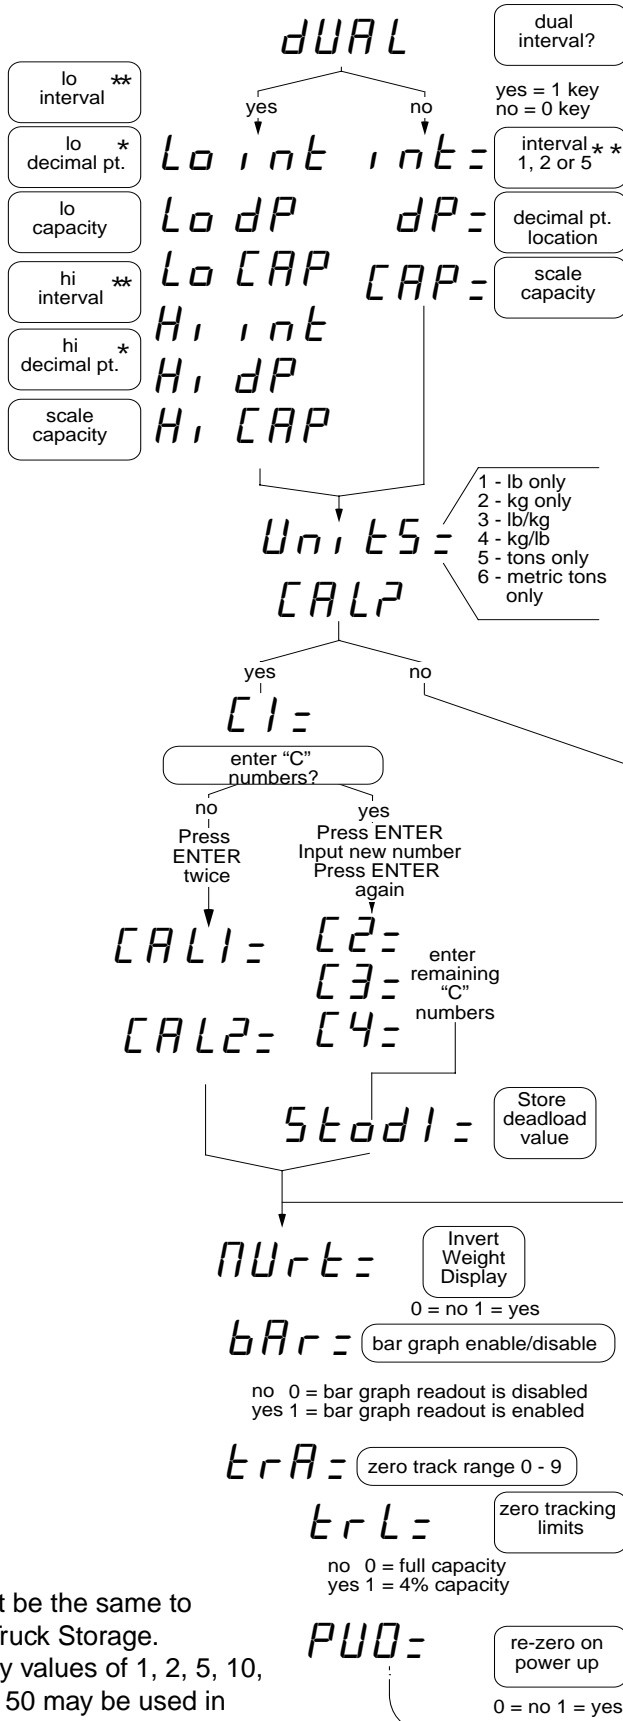 dUAL
dual
interval?
yes = 1 key
no = 0 key
lo **
interval
yes
no
lo *
decimal pt.
Lo int
int=
interval **
1, 2 or 5
lo
capacity
Lo dP
dP=
decimal pt.
location
hi **
interval
Lo CAP
CAP=
scale
capacity
Hi int
hi *
decimal pt.
Hi dP
scale
capacity
Hi CAP
UnitS=
1 - lb only
2 - kg only
3 - lb/kg
4 - kg/lb
5 - tons only
6 - metric tons
only
CAL?
yes
no
C1=
enter “C”
numbers?
no
Press
ENTER
twice
yes
Press ENTER
Input new number
Press ENTER
again
CAL1=
CAL2=
C2=
C3=
C4=
enter
remaining
“C”
numbers
Stod1=
Store
deadload
value
nUrt=
Invert
Weight
Display
0 = no 1 = yes
bAr=
bar graph enable/disable
no 0 = bar graph readout is disabled
yes 1 = bar graph readout is enabled
trA=
zero track range 0 - 9
trL=
zero tracking
limits
no 0 = full capacity
yes 1 = 4% capacity
PUO=
re-zero on
power up
0 = no 1 = yes
be the same to
ruck Storage.
values of 1, 2, 5, 10,
50 may be used in